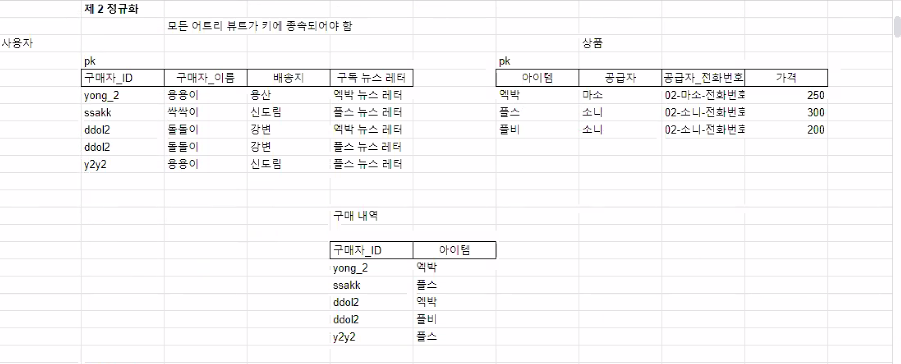 제 2 정규화
모든 어트리 뷰트가 키에 종속되어야 함
사용자 상품
pk pk
구매자_ID 구매자_이름 배송지 구독 뉴스 레터 아이템 공급자 공급자_전화번호 가격
yong_2 용용이 용산 엑박 뉴스 레터 엑박 마소 02-마소-전화번호 250
ssakk 싹싹이 신도림 플스 뉴스 레터 플스 소니 02-소니-전화번호 300
ddol2 돌돌이 강변 엑박 뉴스 레터 플비 소니 02-소니-전화번호 200
ddol2 돌돌이 강변 플스 뉴스 레터
y2y2 용용이 신도림 플스 뉴스 레터
구매 내역
구매자_ID 아이템
yong_2 엑박
ssakk 플스
ddol2 엑박
ddol2 플비
y2y2 플스